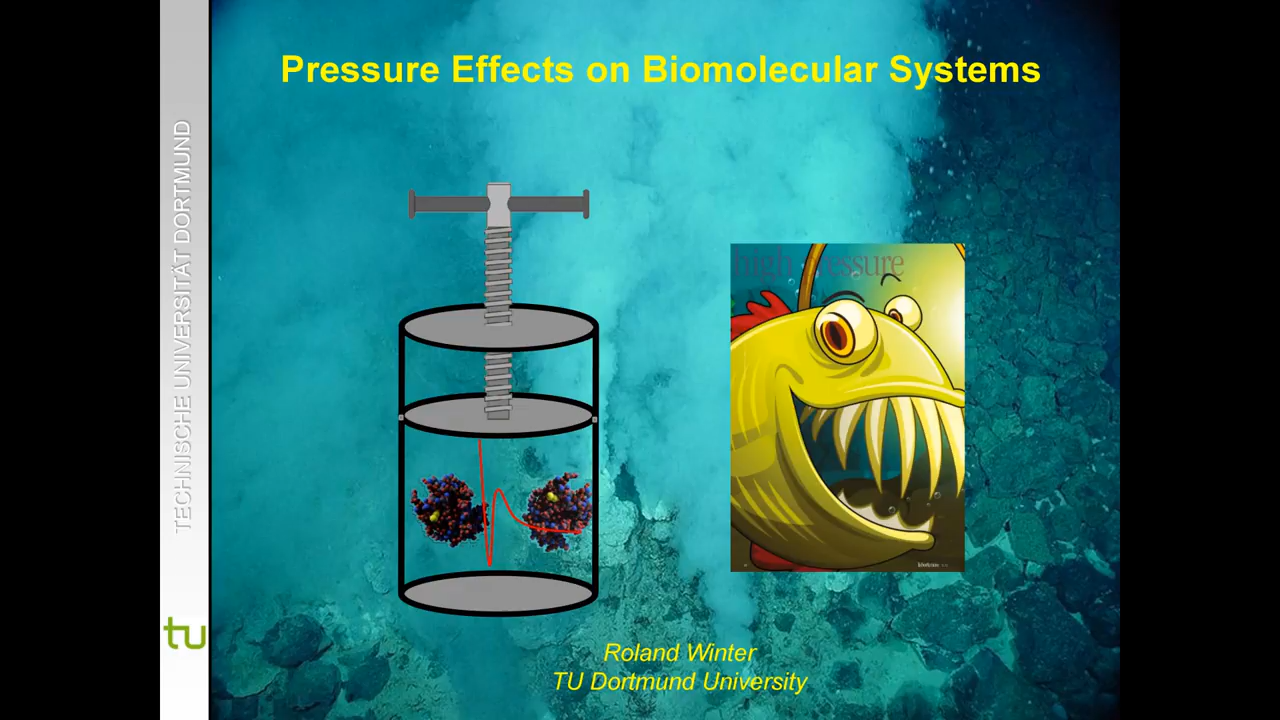 Pressure Effects on Biomolecular Systems
TECHNISCHE UNIVERSITÄT DORTMUND
high pressure
tu
Roland Winter
TU Dortmund University